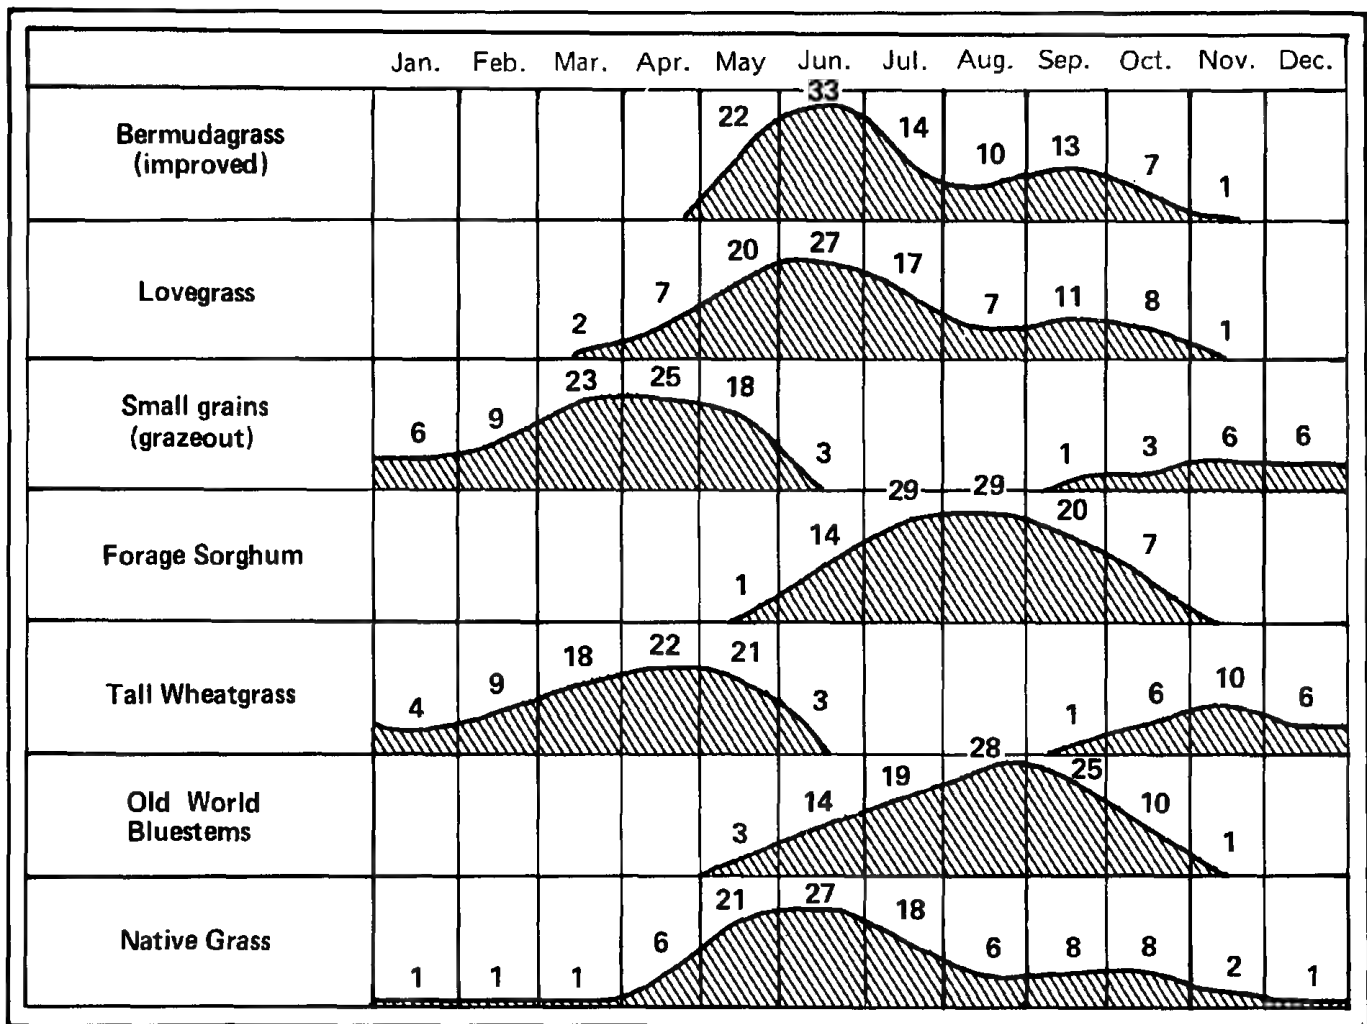 Jan. Feb. Mar. Apr. May Jun. Jul. Aug. Sep. Oct. Nov. Dec.
Bermudagrass
(improved)
22 33 14 10 13 7 1
Lovegrass
2 7 20 27 17 7 11 8 1
Small grains
(grazeout)
6 9 23 25 18 3 1 3 6 6
Forage Sorghum
1 14 29 29 20 7
Tall Wheatgrass
4 9 18 22 21 3 1 6 10 6
Old World
Bluestems
3 14 19 28 25 10 1
Native Grass
1 1 1 6 21 27 18 6 8 8 2 1